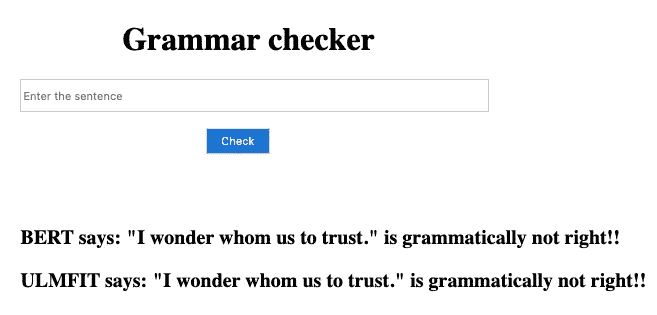 Grammar checker
Enter the sentence
Check
BERT says: "I wonder whom us to trust." is grammatically not right!!
ULMFIT says: "I wonder whom us to trust." is grammatically not right!!